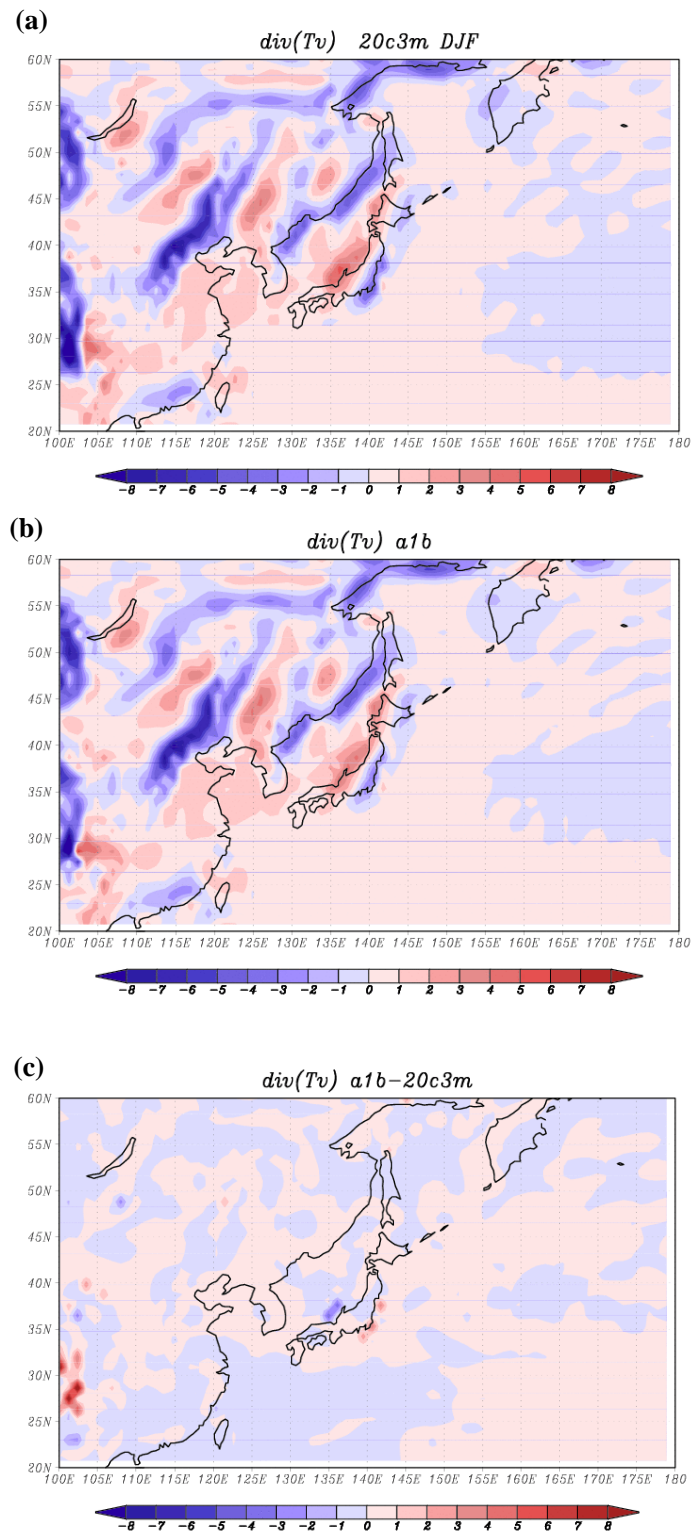 (a)
div(Tv) 20c3m DJF
60N
55N
50N
45N
40N
35N
30N
25N
20N
100E 105E 110E 115E 120E 125E 130E 135E 140E 145E 150E 155E 160E 165E 170E 175E 180
-8 -7 -6 -5 -4 -3 -2 -1 0 1 2 3 4 5 6 7 8
(b)
div(Tv) a1b
60N
55N
50N
45N
40N
35N
30N
25N
20N
100E 105E 110E 115E 120E 125E 130E 135E 140E 145E 150E 155E 160E 165E 170E 175E 180
-8 -7 -6 -5 -4 -3 -2 -1 0 1 2 3 4 5 6 7 8
(c)
div(Tv) a1b-20c3m
60N
55N
50N
45N
40N
35N
30N
25N
20N
100E 105E 110E 115E 120E 125E 130E 135E 140E 145E 150E 155E 160E 165E 170E 175E 180
-8 -7 -6 -5 -4 -3 -2 -1 0 1 2 3 4 5 6 7 8